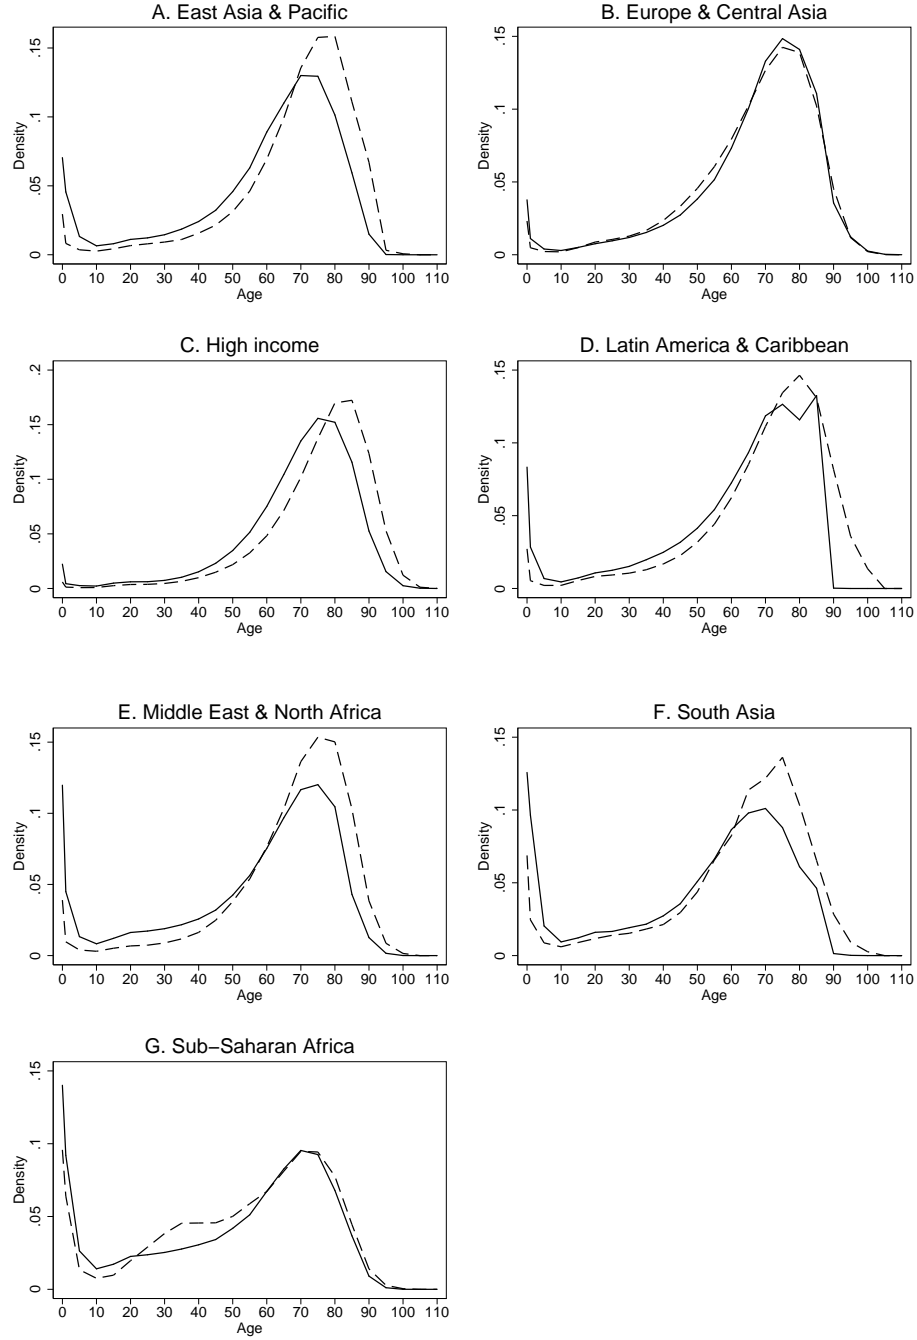 A. East Asia & Pacific
Density
0 .05 .1 .15
0 10 20 30 40 50 60 70 80 90 100 110
Age
B. Europe & Central Asia
Density
0 .05 .1 .15
0 10 20 30 40 50 60 70 80 90 100 110
Age
C. High income
Density
0 .05 .1 .15 .2
0 10 20 30 40 50 60 70 80 90 100 110
Age
D. Latin America & Caribbean
Density
0 .05 .1 .15
0 10 20 30 40 50 60 70 80 90 100 110
Age
E. Middle East & North Africa
Density
0 .05 .1 .15
0 10 20 30 40 50 60 70 80 90 100 110
Age
F. South Asia
Density
0 .05 .1 .15
0 10 20 30 40 50 60 70 80 90 100 110
Age
G. Sub−Saharan Africa
Density
0 .05 .1 .15
0 10 20 30 40 50 60 70 80 90 100 110
Age